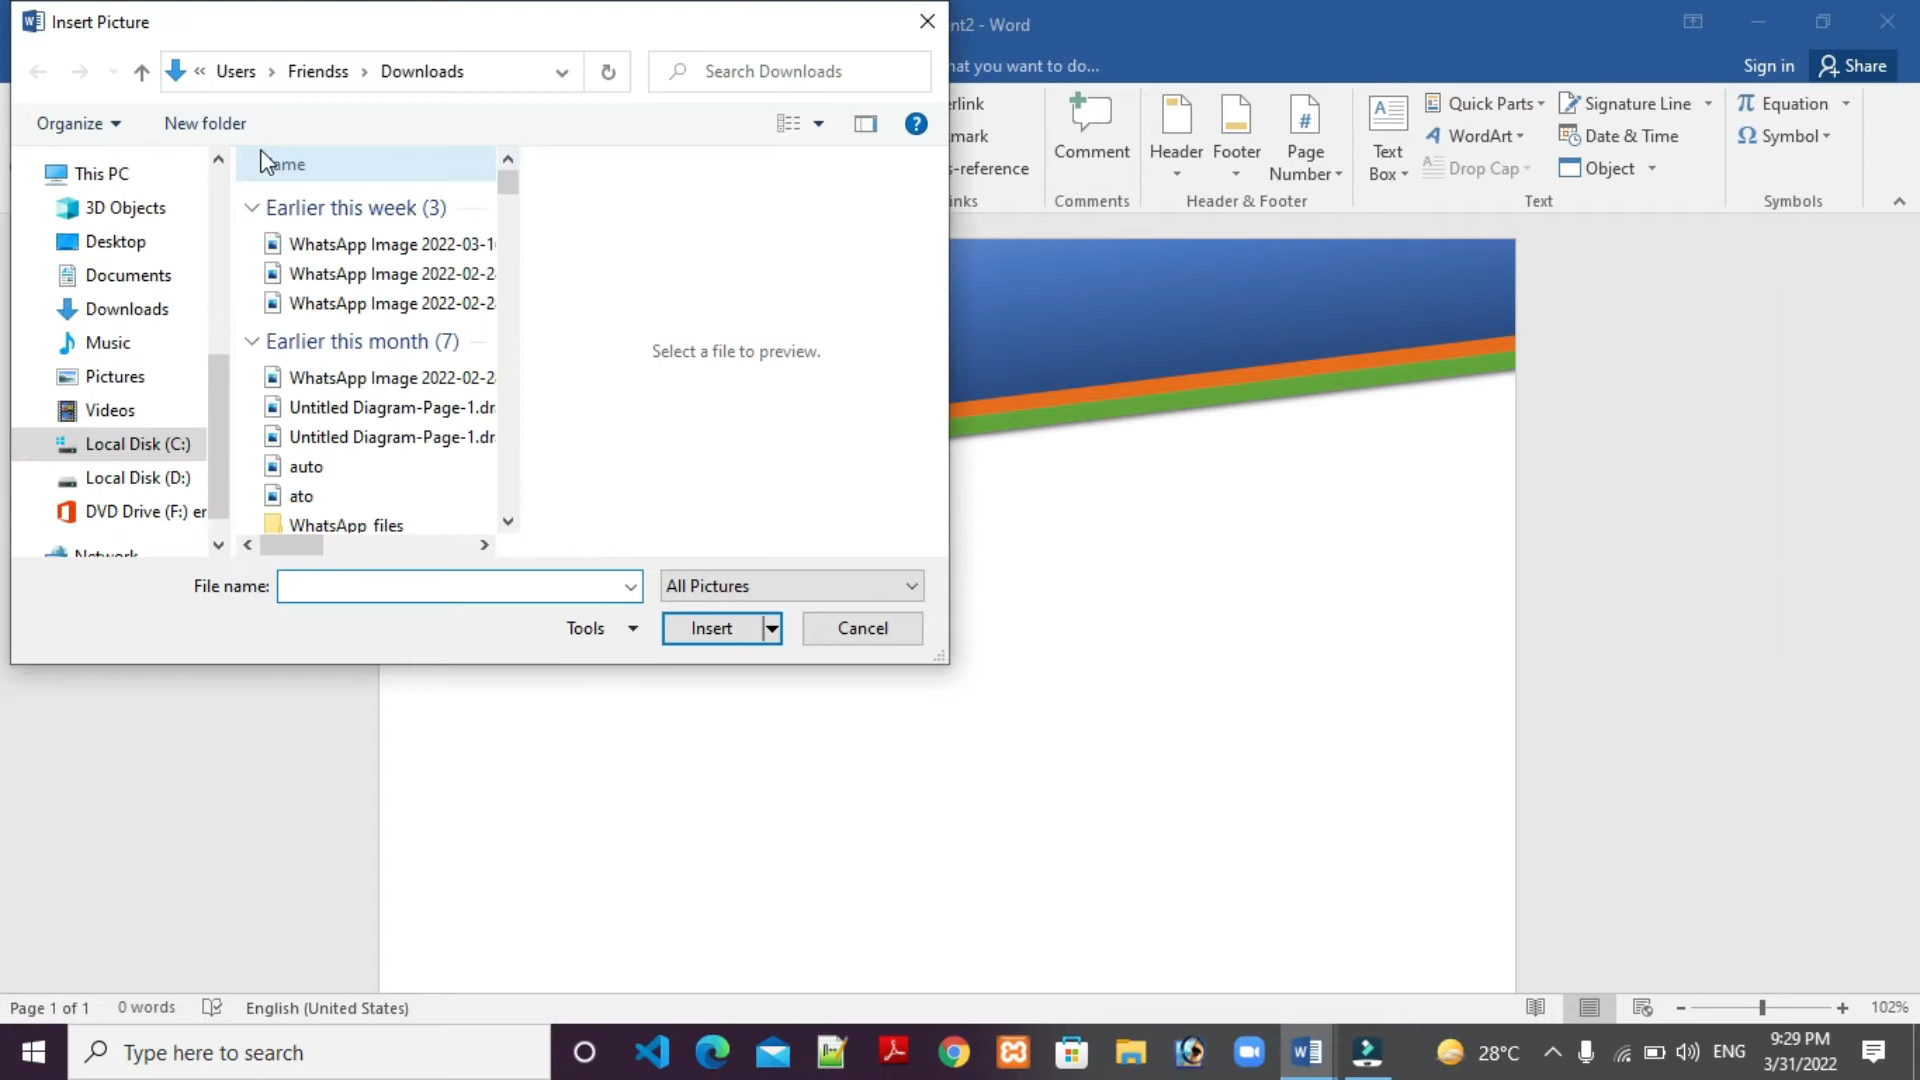 Insert Picture
nt2 - Word
« Users › Friendss › Downloads
Search Downloads
hat you want to do...
Sign in
Share
Organize
New folder
ame
This PC
3D Objects
Desktop
Documents
Downloads
Music
Pictures
Videos
Local Disk (C:)
Local Disk (D:)
DVD Drive (F:) er
Network
Earlier this week (3)
WhatsApp Image 2022-03-1
WhatsApp Image 2022-02-2
WhatsApp Image 2022-02-2
Earlier this month (7)
WhatsApp Image 2022-02-2
Untitled Diagram-Page-1.dr
Untitled Diagram-Page-1.dr
auto
ato
WhatsApp files
Select a file to preview.
File name:
All Pictures
Tools
Insert
Cancel
erlink
mark
s-reference
inks
Comment
Comments
Header
Footer
Page
Number
Header & Footer
Text
Box
Quick Parts
WordArt
Drop Cap
Signature Line
Date & Time
Object
Text
π Equation
Ω Symbol
Symbols
Page 1 of 1
0 words
English (United States)
102%
Type here to search
28°C
ENG
9:29 PM
3/31/2022